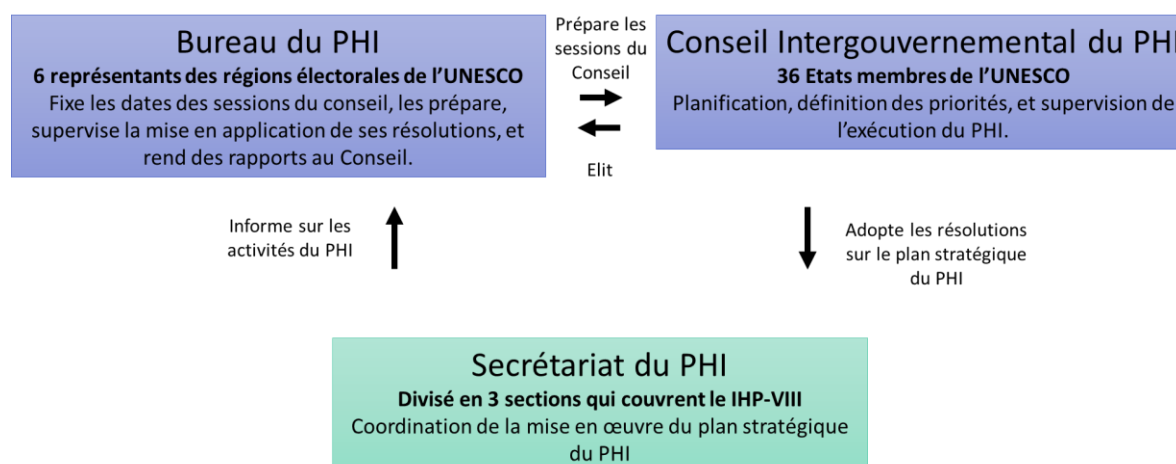 Bureau du PHI
6 représentants des régions électorales de l'UNESCO
Fixe les dates des sessions du conseil, les prépare,
supervise la mise en application de ses résolutions, et
rend des rapports au Conseil.
Prépare les
sessions du
Conseil
Elit
Conseil Intergouvernemental du PHI
36 Etats membres de l'UNESCO
Planification, définition des priorités, et supervision de
l'exécution du PHI.
Informe sur les
activités du PHI
Adopte les résolutions
sur le plan stratégique
du PHI
Secrétariat du PHI
Divisé en 3 sections qui couvrent le IHP-VIII
Coordination de la mise en œuvre du plan stratégique
du PHI